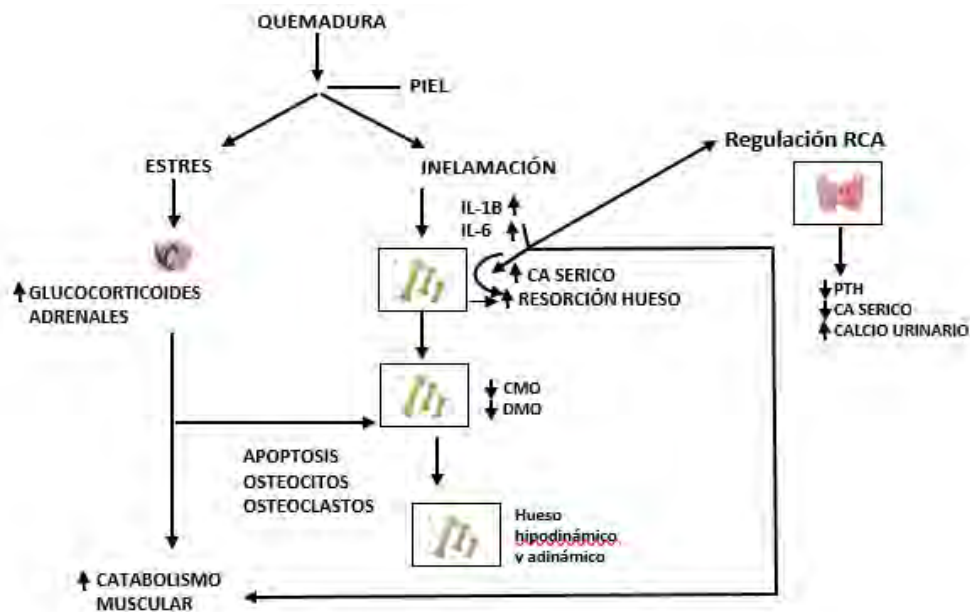 QUEMADURA
PIEL
ESTRES
INFLAMACIÓN
Regulación RCA
IL-1B
IL-6
CA SERICO
RESORCIÓN HUESO
GLUCOCORTICOIDES
ADRENALES
PTH
CA SERICO
CALCIO URINARIO
CMO
DMO
APOPTOSIS
OSTEOCITOS
OSTEOCLASTOS
Hueso
hipodinámico
y adinámico
CATABOLISMO
MUSCULAR